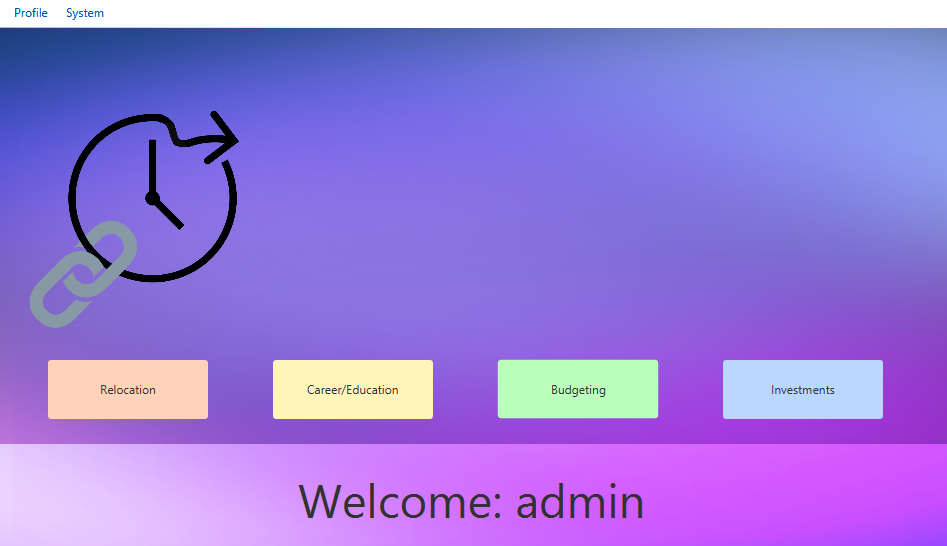 Profile System
Relocation Career/Education Budgeting Investments
Welcome: admin